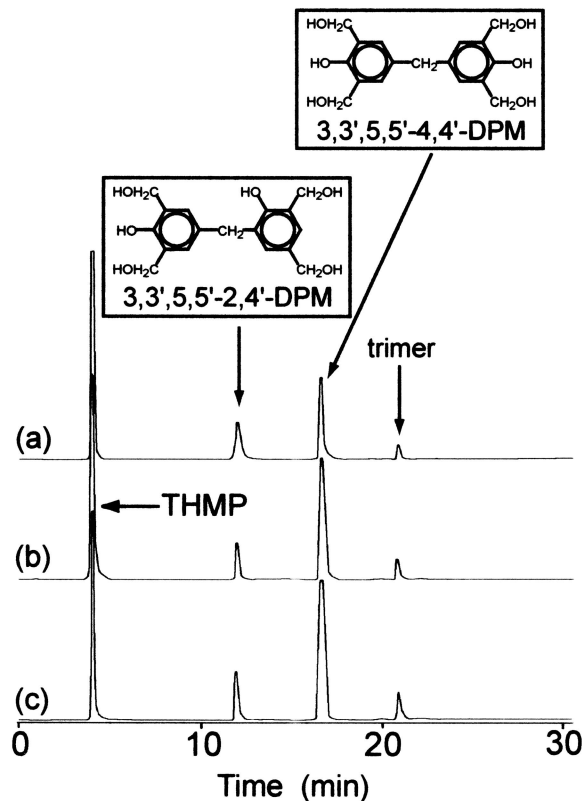 HOH₂C CH₂OH
HO CH₂ OH
HOH₂C CH₂OH
3,3',5,5'-4,4'-DPM
HOH₂C HO CH₂OH
HO CH₂
HOH₂C CH₂OH
3,3',5,5'-2,4'-DPM
trimer
(a)
THMP
(b)
(c)
0 10 20 30
Time (min)